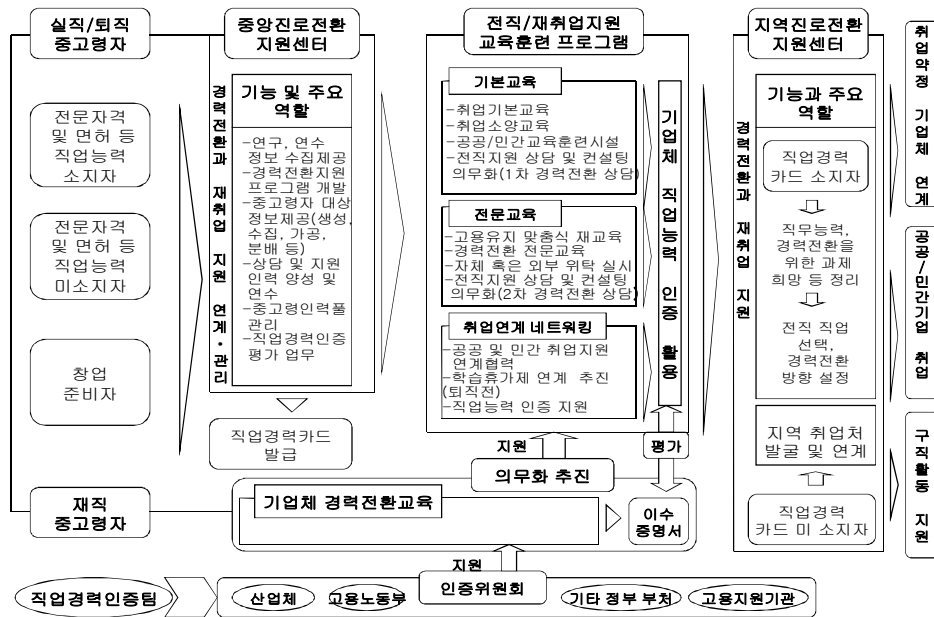 실직/퇴직
중고령자
전문자격
및 면허 등
직업능력
소지자
전문자격
및 면허 등
직업능력
미소지자
창업
준비자
재직
중고령자
중앙진로전환
지원센터
경력전환과 재취업 지원 연계·관리
기능 및 주요
역할
-연구, 연수
정보 수집제공
-경력전환지원
프로그램 개발
-중고령자 대상
정보제공(생성,
수집, 가공,
분배 등)
-상담 및 지원
인력 양성 및
연수
-중고령인력풀
관리
-직업경력인증
평가 업무
직업경력카드
발급
전직/재취업지원
교육훈련 프로그램
기본교육
-취업기본교육
-취업소양교육
-공공/민간교육훈련시설
-전직지원 상담 및 컨설팅
의무화(1차 경력전환 상담)
전문교육
-고용유지 맞춤식 재교육
-경력전환 전문교육
-자체 혹은 외부 위탁 실시
-전직지원 상담 및 컨설팅
의무화(2차 경력전환 상담)
취업연계 네트워킹
-공공 및 민간 취업지원
연계협력
-학습휴가제 연계 추진
(퇴직전)
-직업능력 인증 지원
기업체 직업능력 인증 활용
지원
평가
의무화 추진
기업체 경력전환교육
이수
증명서
지역진로전환
지원센터
경력전환과 재취업 지원
기능과 주요
역할
직업경력
카드 소지자
직무능력,
경력전환을
위한 과제
희망 등 정리
전직 직업
선택,
경력전환
방향 설정
지역 취업처
발굴 및 연계
직업경력
카드 미 소지자
취업약정 기업체 연계
공공/민간기업 취업
구직활동 지원
지원
인증위원회
직업경력인증팀
산업체
고용노동부
기타 정부 부처
고용지원기관